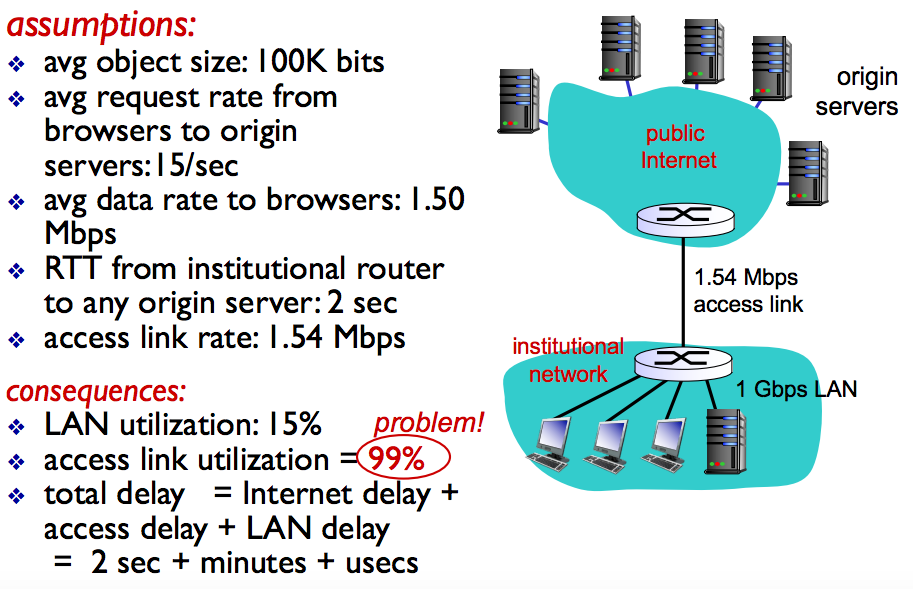 assumptions:
❖ avg object size: 100K bits
❖ avg request rate from
browsers to origin
servers:15/sec
❖ avg data rate to browsers: 1.50
Mbps
❖ RTT from institutional router
to any origin server: 2 sec
❖ access link rate: 1.54 Mbps
consequences:
❖ LAN utilization: 15%
problem!
❖ access link utilization = 99%
❖ total delay = Internet delay +
access delay + LAN delay
= 2 sec + minutes + usecs
origin
servers
public
Internet
1.54 Mbps
access link
institutional
network
1 Gbps LAN